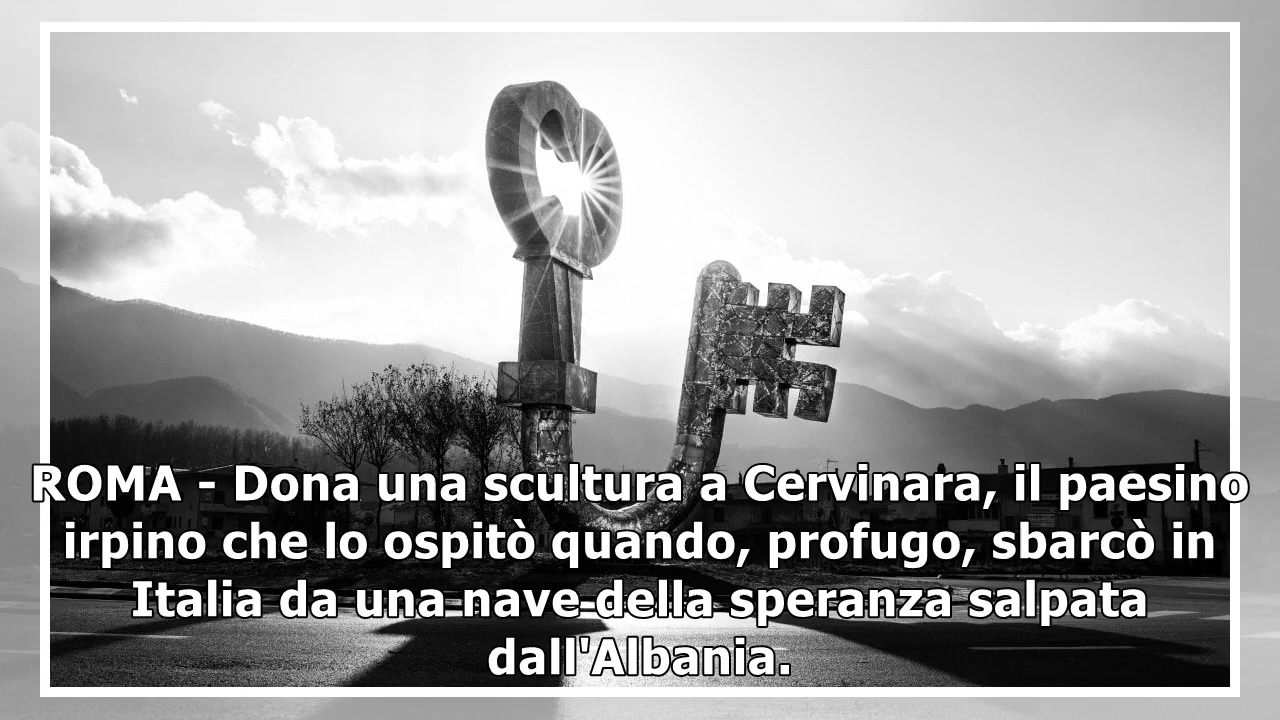 ROMA - Dona una scultura a Cervinara, il paesino
irpino che lo ospitò quando, profugo, sbarcò in
Italia da una nave della speranza salpata
dall'Albania.